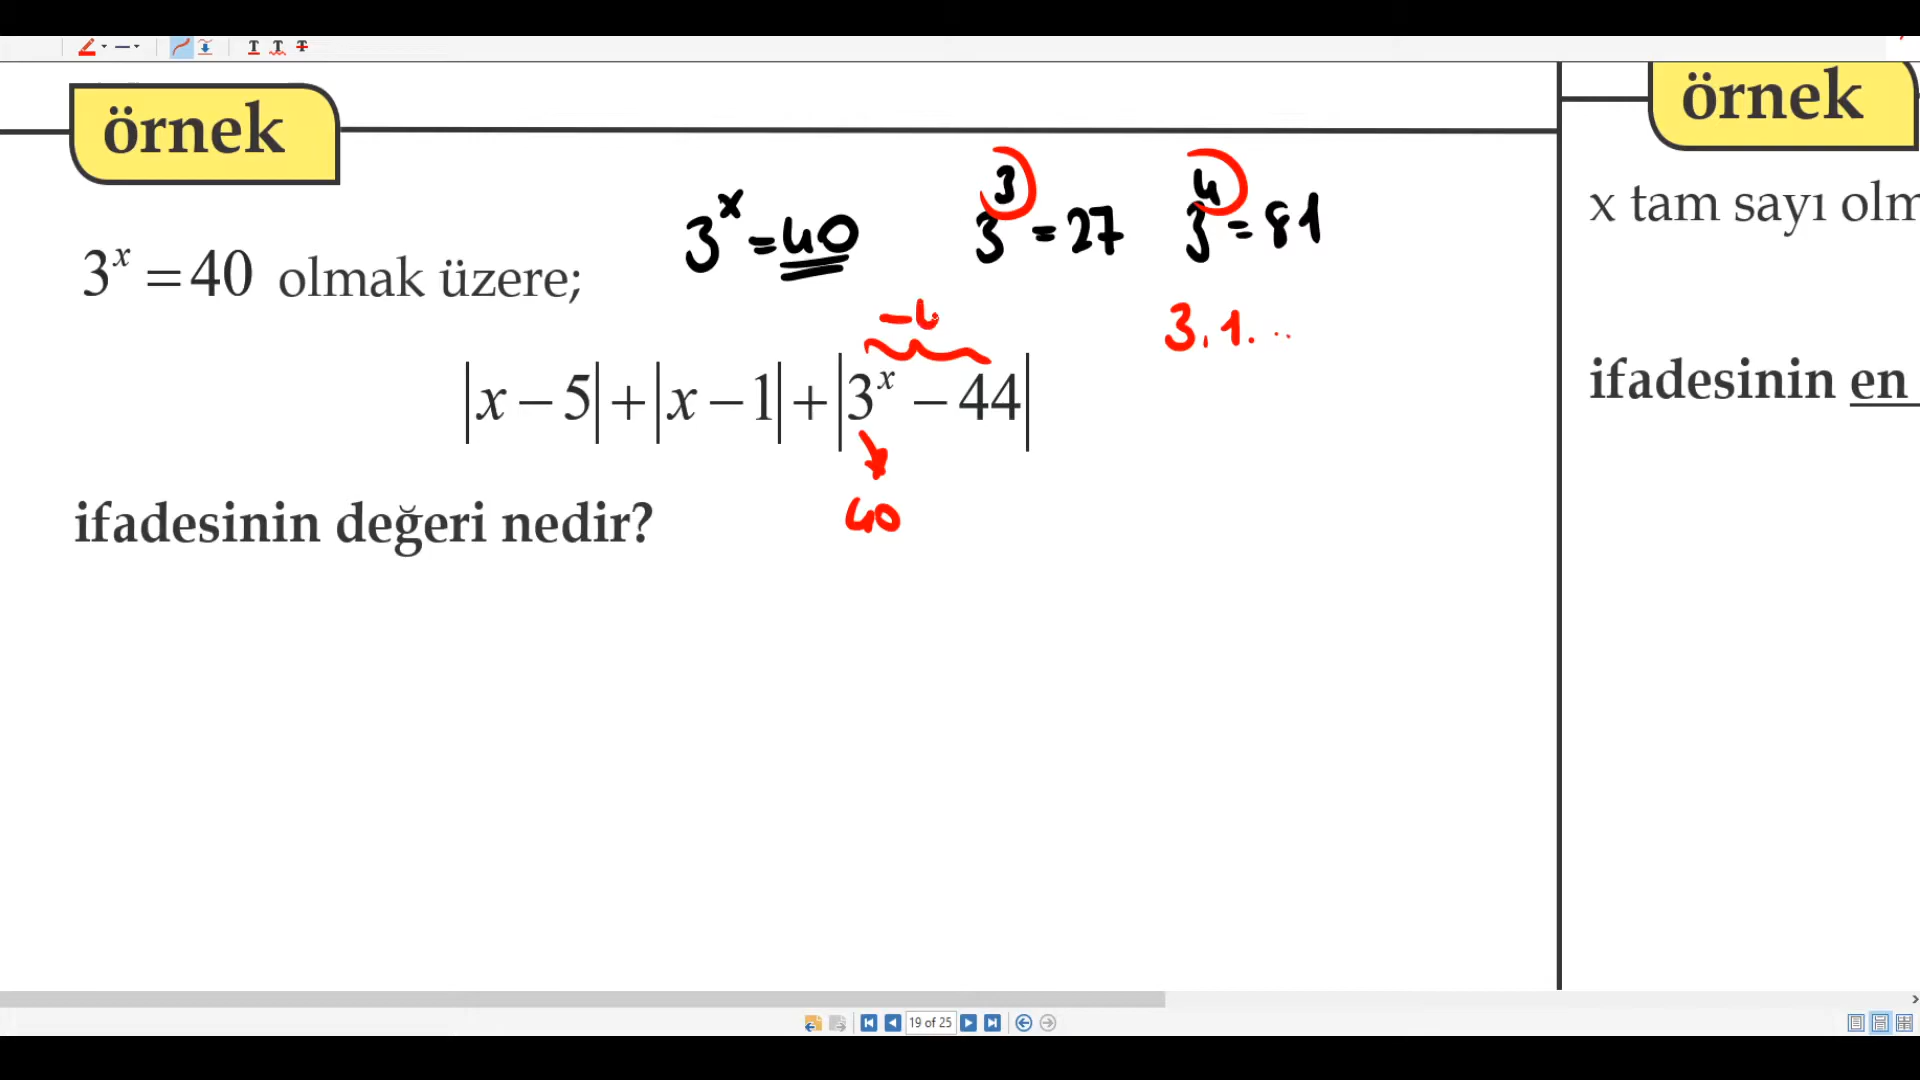 örnek
3^x = 40
3^3 = 27
3^4 = 81
3^x = 40 olmak üzere;
3,1...
-4
|x − 5| + |x − 1| + |3^x − 44|
40
ifadesinin değeri nedir?
örnek
x tam sayı olm
ifadesinin en
19 of 25